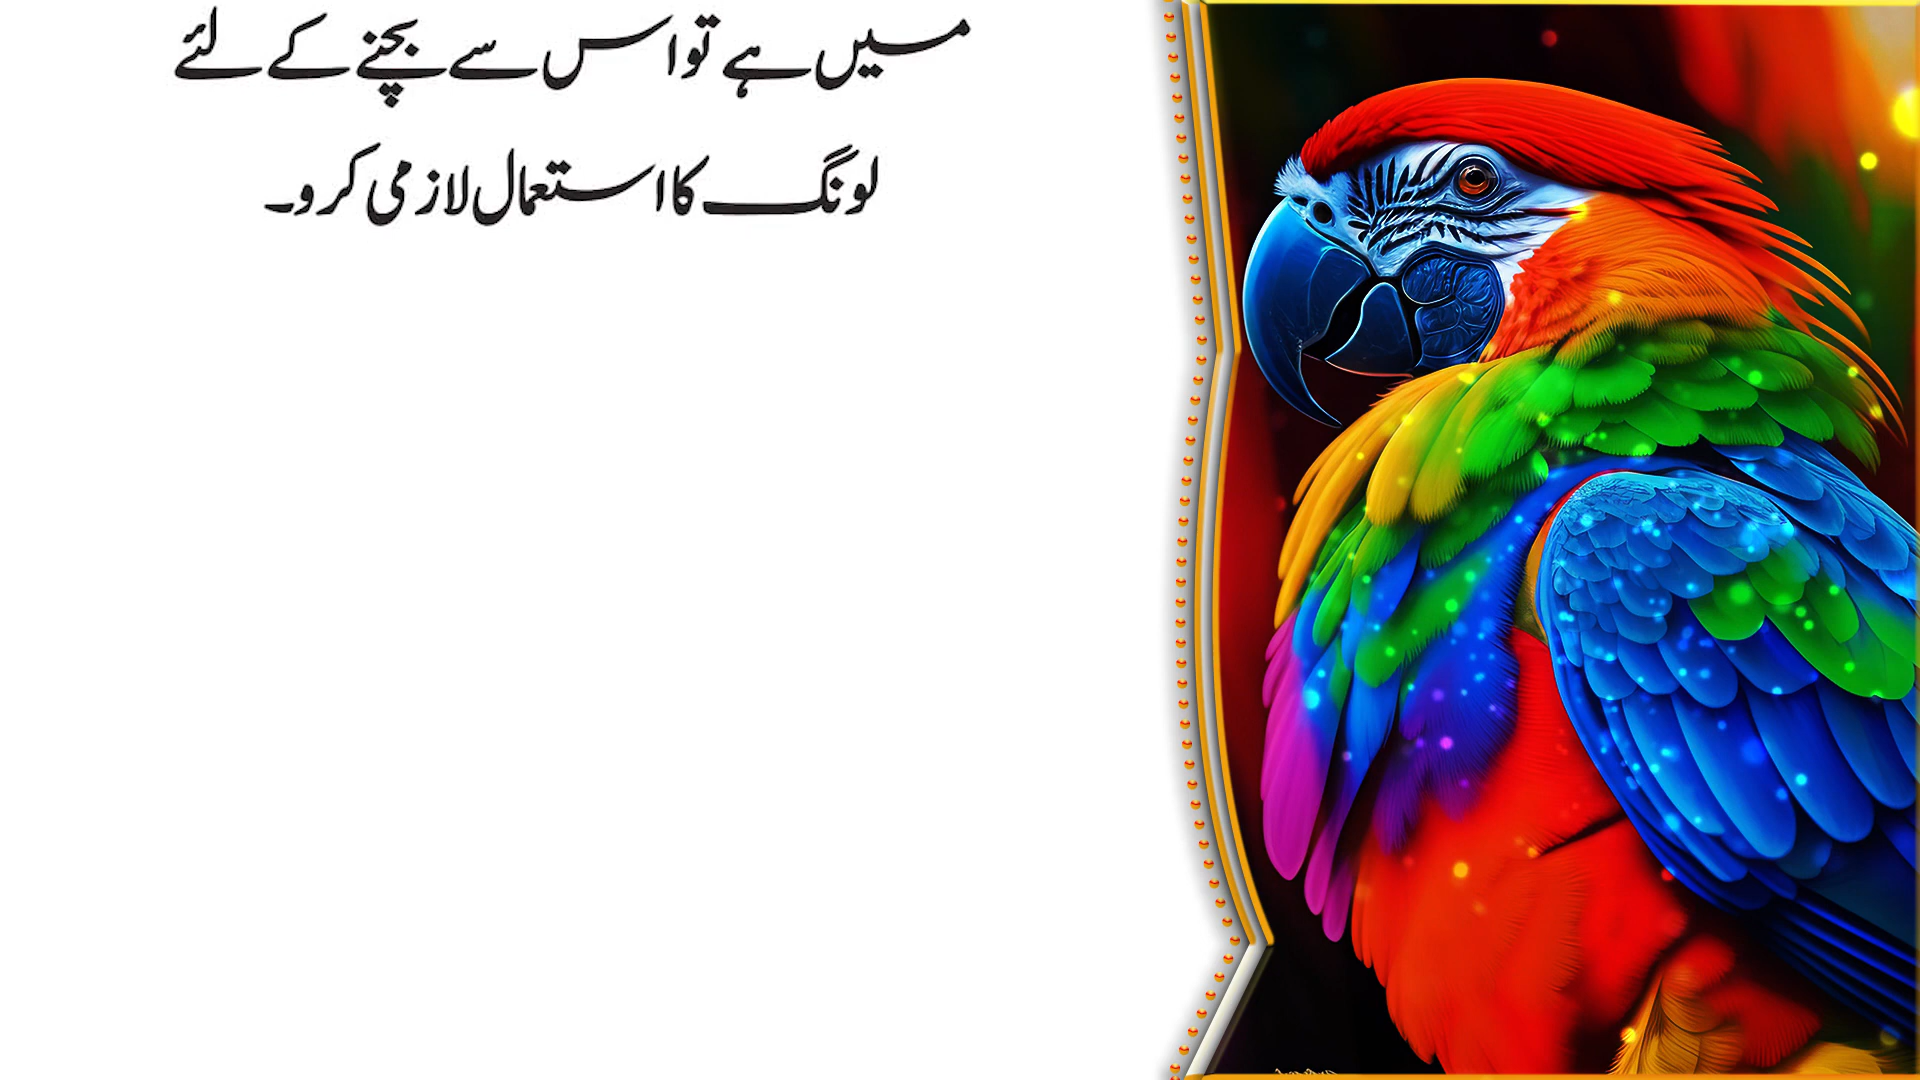 میں ہے تو اس سے بچنے کے لئے
لونگ کا استعمال لازمی کرو۔